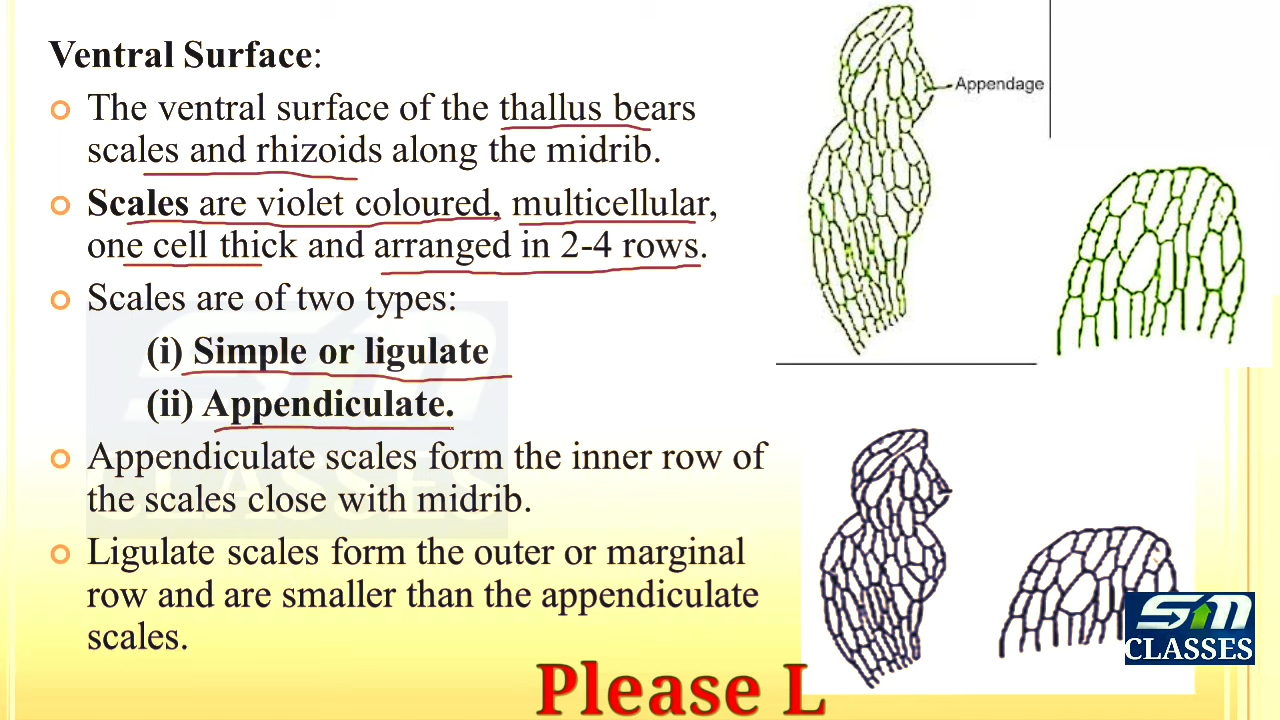 Ventral Surface:
The ventral surface of the thallus bears
scales and rhizoids along the midrib.
Scales are violet coloured, multicellular,
one cell thick and arranged in 2-4 rows.
Scales are of two types:
(i) Simple or ligulate
(ii) Appendiculate.
Appendiculate scales form the inner row of
the scales close with midrib.
Ligulate scales form the outer or marginal
row and are smaller than the appendiculate
scales.
Appendage
SM
CLASSES
SM
CLASSES
Please L